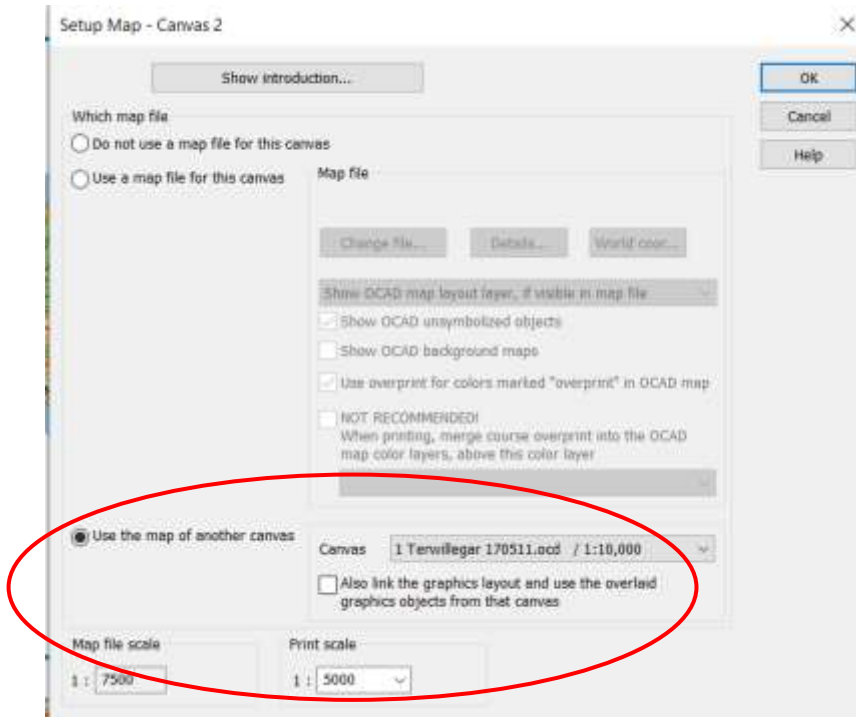 Setup Map - Canvas 2
Show introduction...
OK
Which map file
Cancel
Do not use a map file for this canvas
Help
Use a map file for this canvas
Map file
Change file...
Details...
World coor...
Show OCAD map layout layer, if visible in map file
Show OCAD unsymbolized objects
Show OCAD background maps
Use overprint for colors marked "overprint" in OCAD map
NOT RECOMMENDED!
When printing, merge course overprint into the OCAD
map color layers, above this color layer
Use the map of another canvas
Canvas 1 Terwillegar 170511.ocd / 1:10,000
Also link the graphics layout and use the overlaid
graphics objects from that canvas
Map file scale
Print scale
1 : 7500
1 : 5000